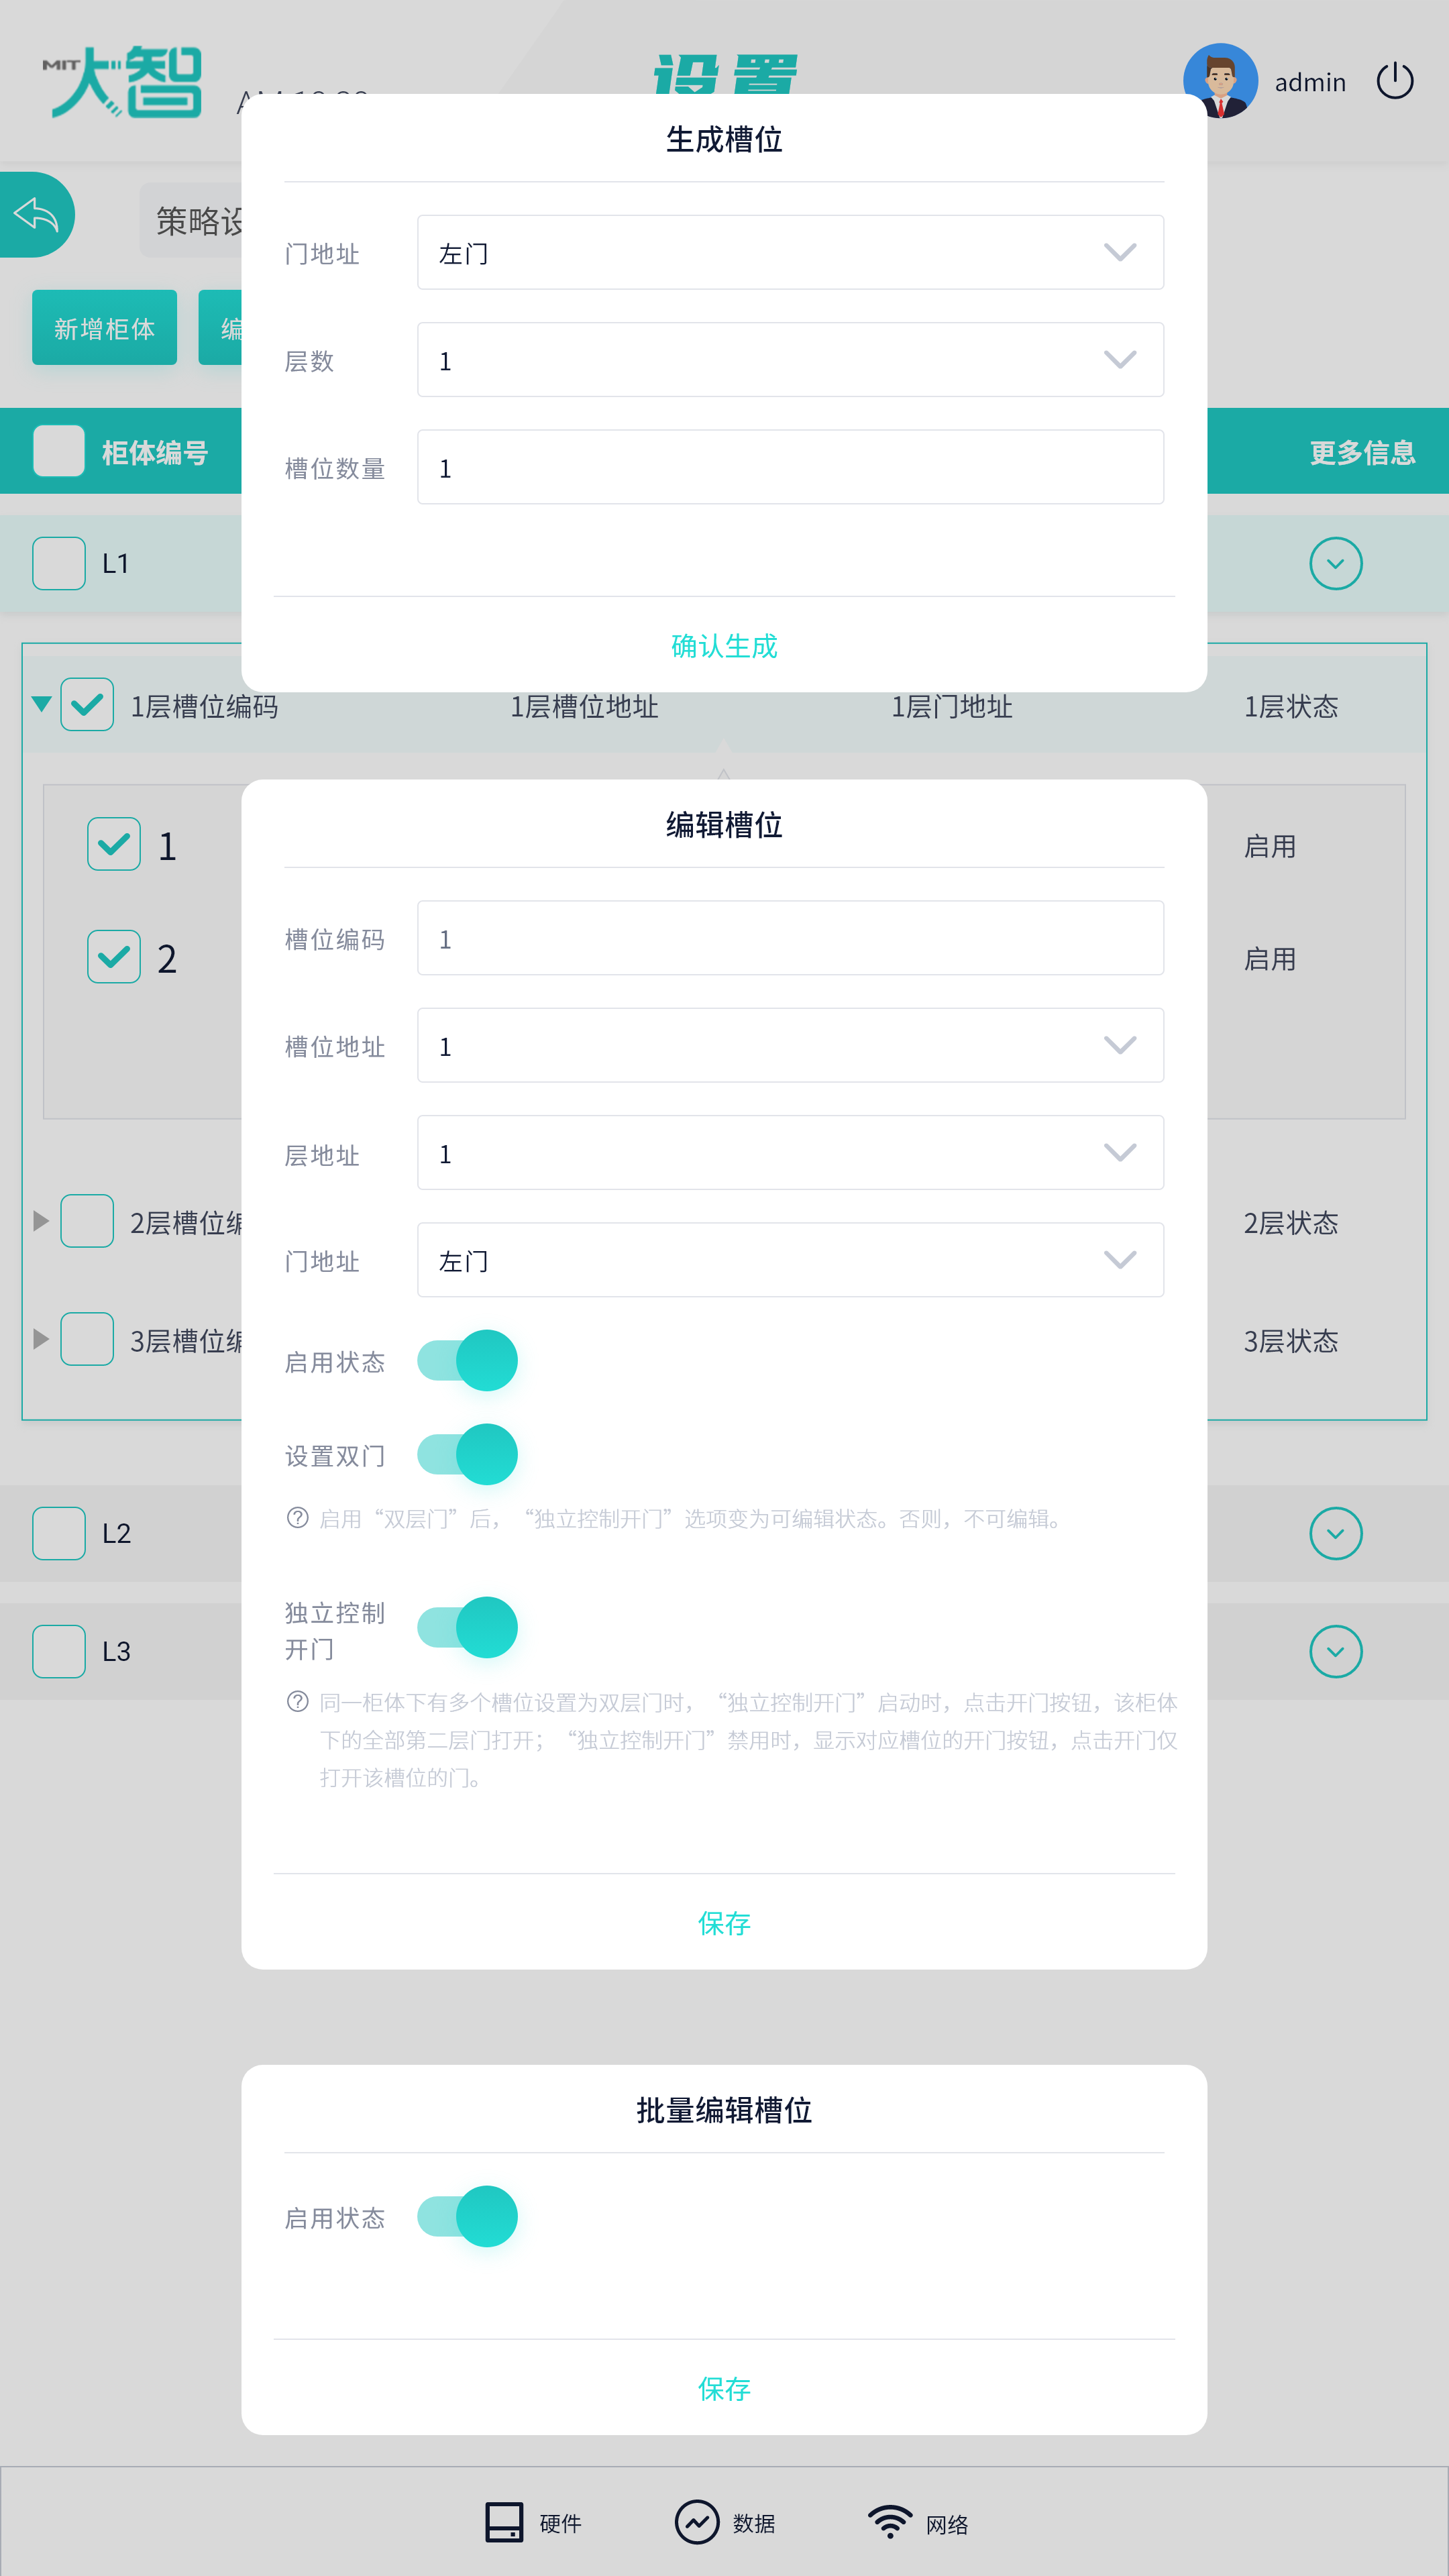 MIT大智
设置
admin
生成槽位
策略设
门地址
左门
新增柜体
层数
1
柜体编号
更多信息
槽位数量
1
L1
确认生成
1层槽位编码
1层槽位地址
1层门地址
1层状态
编辑槽位
1
启用
槽位编码
1
2
启用
槽位地址
1
层地址
1
2层槽位编
2层状态
门地址
左门
3层槽位编
3层状态
启用状态
设置双门
启用“双层门”后，“独立控制开门”选项变为可编辑状态。否则，不可编辑。
L2
独立控制
开门
L3
同一柜体下有多个槽位设置为双层门时，“独立控制开门”启动时，点击开门按钮，该柜体
下的全部第二层门打开；“独立控制开门”禁用时，显示对应槽位的开门按钮，点击开门仅
打开该槽位的门。
保存
批量编辑槽位
启用状态
保存
硬件
数据
网络